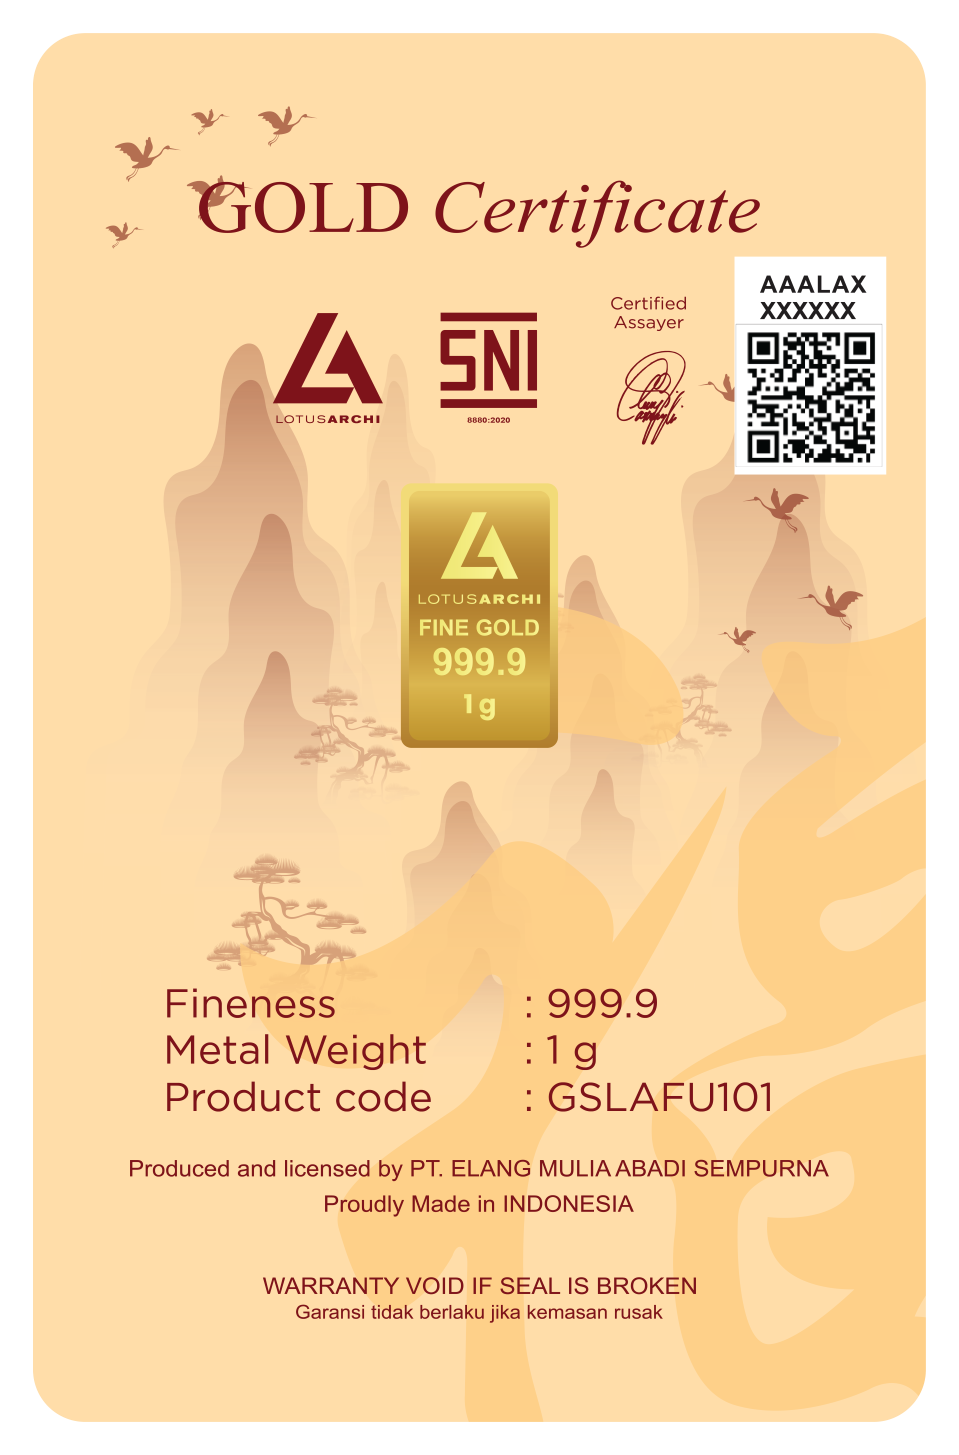 GOLD Certificate
AAALAX
XXXXXX
Certified
Assayer
LOTUSARCHI
SNI
8880:2020
LOTUSARCHI
FINE GOLD
999.9
1 g
Fineness : 999.9
Metal Weight : 1 g
Product code : GSLAFU101
Produced and licensed by PT. ELANG MULIA ABADI SEMPURNA
Proudly Made in INDONESIA
WARRANTY VOID IF SEAL IS BROKEN
Garansi tidak berlaku jika kemasan rusak